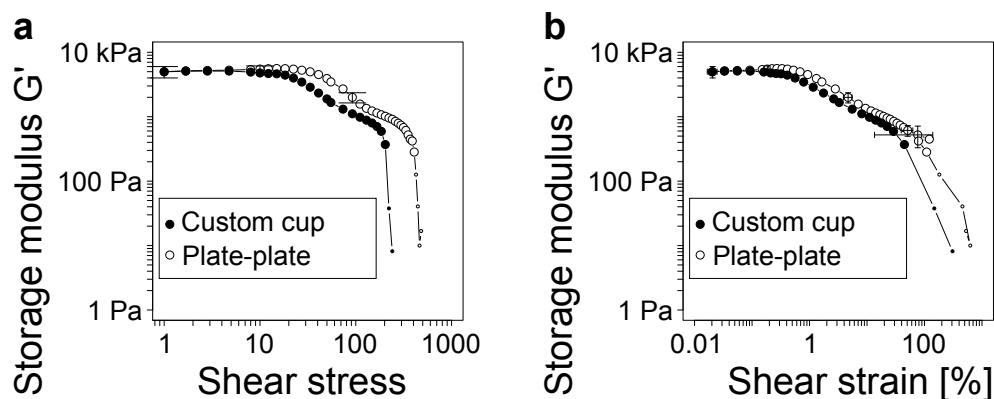 a
Storage modulus G'
10 kPa
100 Pa
1 Pa
Custom cup
Plate-plate
1 10 100 1000
Shear stress
b
Storage modulus G'
10 kPa
100 Pa
1 Pa
Custom cup
Plate-plate
0.01 1 100
Shear strain [%]